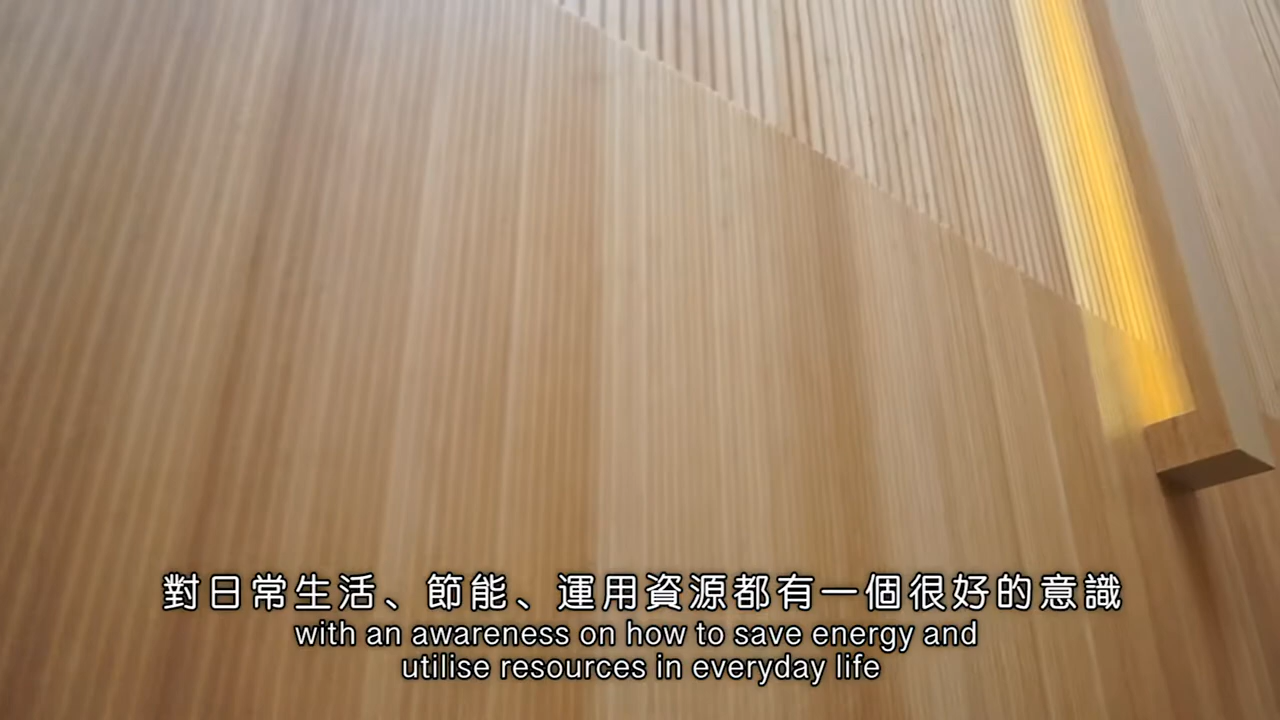 對日常生活、節能、運用資源都有一個很好的意識
with an awareness on how to save energy and
utilise resources in everyday life